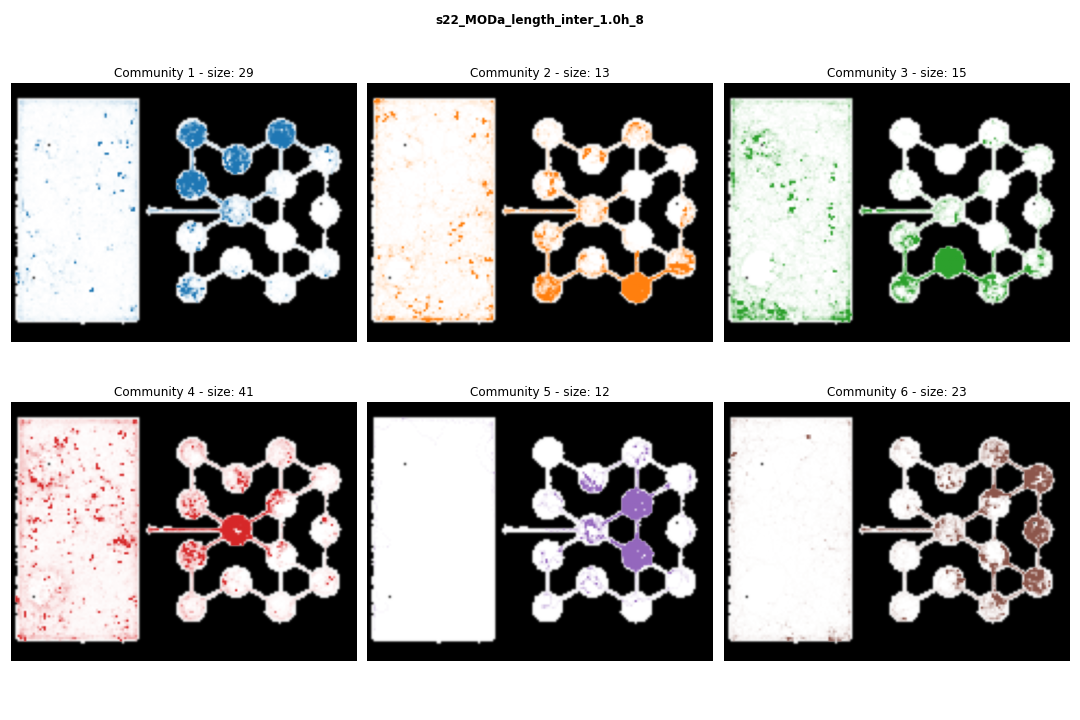 s22_MODa_length_inter_1.0h_8
Community 1 - size: 29
Community 2 - size: 13
Community 3 - size: 15
Community 4 - size: 41
Community 5 - size: 12
Community 6 - size: 23